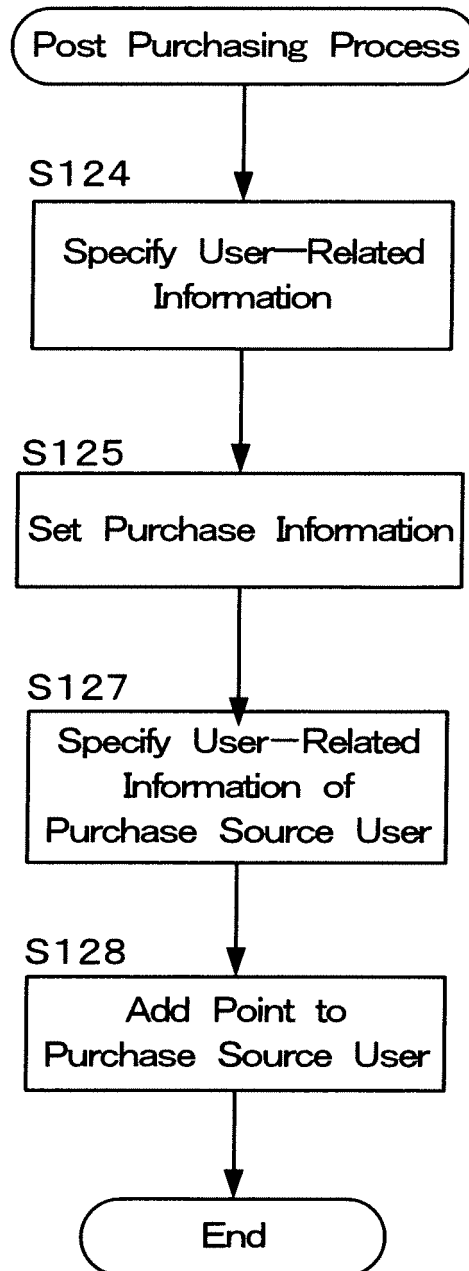 Post Purchasing Process
S124
Specify User-Related
Information
S125
Set Purchase Information
S127
Specify User-Related
Information of
Purchase Source User
S128
Add Point to
Purchase Source User
End